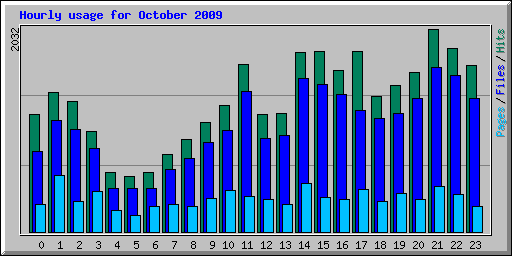 Hourly usage for October 2009
2032
Pages / Files / Hits
0 1 2 3 4 5 6 7 8 9 10 11 12 13 14 15 16 17 18 19 20 21 22 23